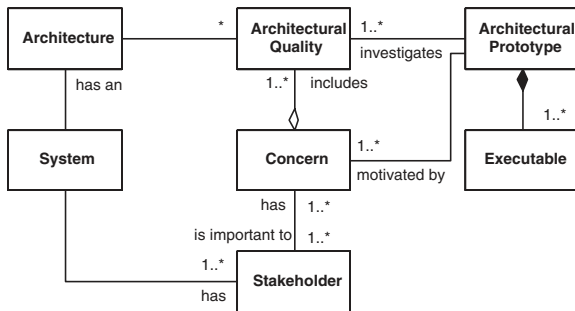 Architecture
*
Architectural
Quality
1..*
investigates
Architectural
Prototype
has an
1..*
includes
1..*
System
Concern
1..*
motivated by
Executable
has
1..*
is important to
1..*
1..*
has
Stakeholder